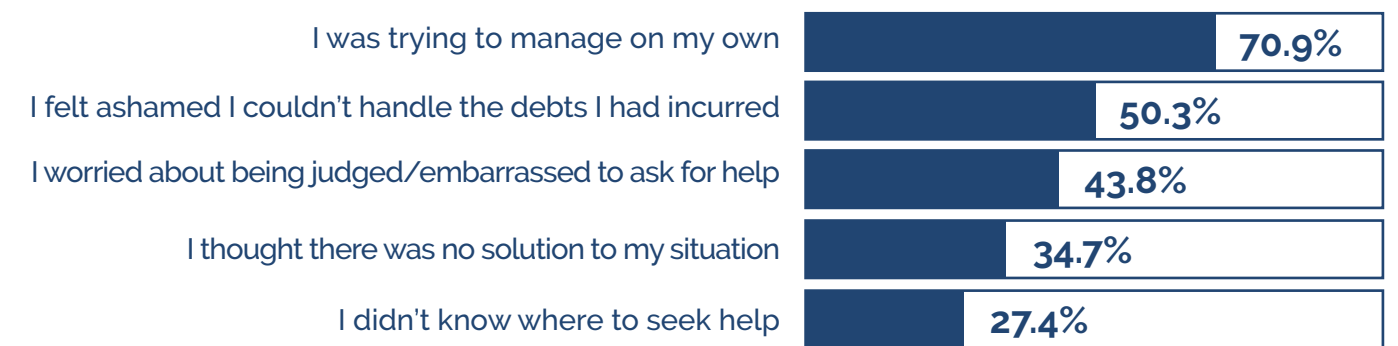 I was trying to manage on my own 70.9%
I felt ashamed I couldn't handle the debts I had incurred 50.3%
I worried about being judged/embarrassed to ask for help 43.8%
I thought there was no solution to my situation 34.7%
I didn't know where to seek help 27.4%